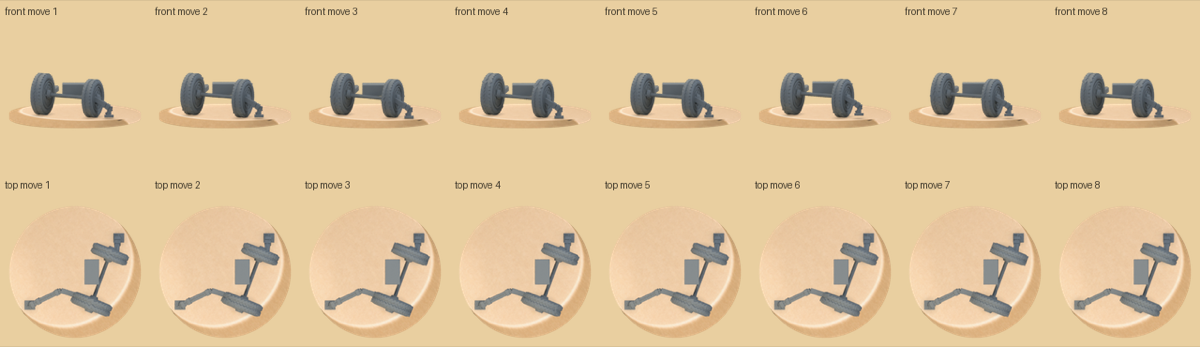 front move 1
front move 2
front move 3
front move 4
front move 5
front move 6
front move 7
front move 8
top move 1
top move 2
top move 3
top move 4
top move 5
top move 6
top move 7
top move 8